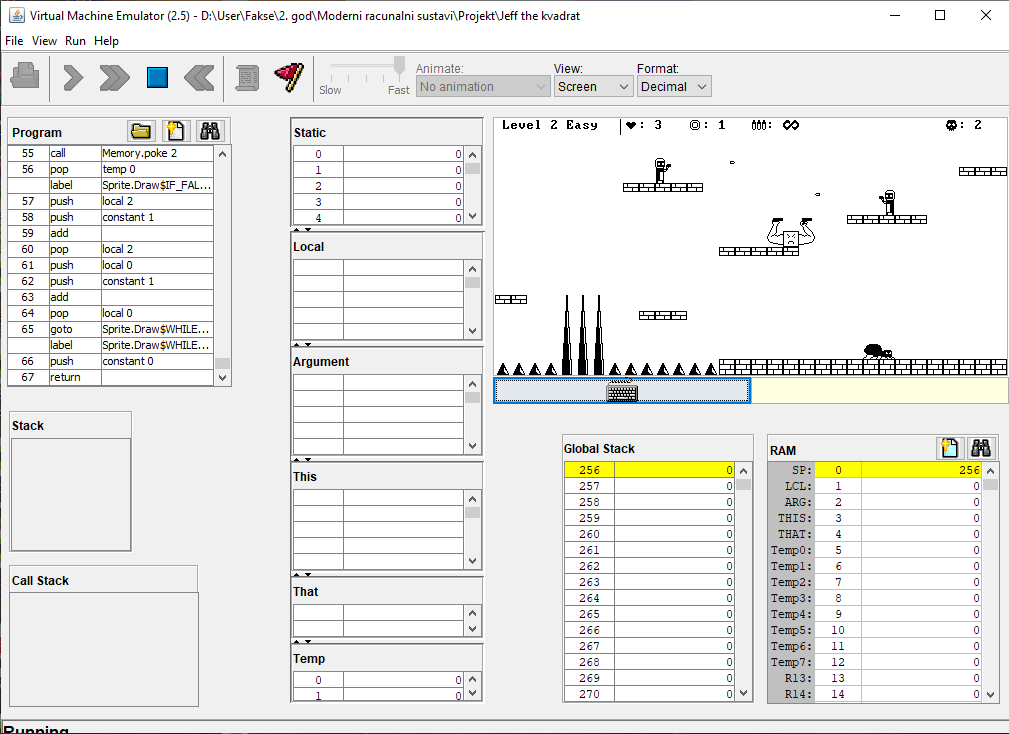 Virtual Machine Emulator (2.5) - D:\User\Fakse\2. god\Moderni racunalni sustavi\Projekt\Jeff the kvadrat
File View Run Help
Slow Fast
Animate:
No animation
View:
Screen
Format:
Decimal
Program
55 call Memory.poke 2
56 pop temp 0
label Sprite.Draw$IF_FAL...
57 push local 2
58 push constant 1
59 add
60 pop local 2
61 push local 0
62 push constant 1
63 add
64 pop local 0
65 goto Sprite.Draw$WHILE...
label Sprite.Draw$WHILE...
66 push constant 0
67 return
Stack
Call Stack
Static
0 0
1 0
2 0
3 0
4 0
Local
Argument
This
That
Temp
0 0
1 0
Level 2 Easy : 3 : 1 : ∞ : 2
Global Stack
256 0
257 0
258 0
259 0
260 0
261 0
262 0
263 0
264 0
265 0
266 0
267 0
268 0
269 0
270 0
RAM
SP: 0 256
LCL: 1 0
ARG: 2 0
THIS: 3 0
THAT: 4 0
Temp0: 5 0
Temp1: 6 0
Temp2: 7 0
Temp3: 8 0
Temp4: 9 0
Temp5: 10 0
Temp6: 11 0
Temp7: 12 0
R13: 13 0
R14: 14 0
Running